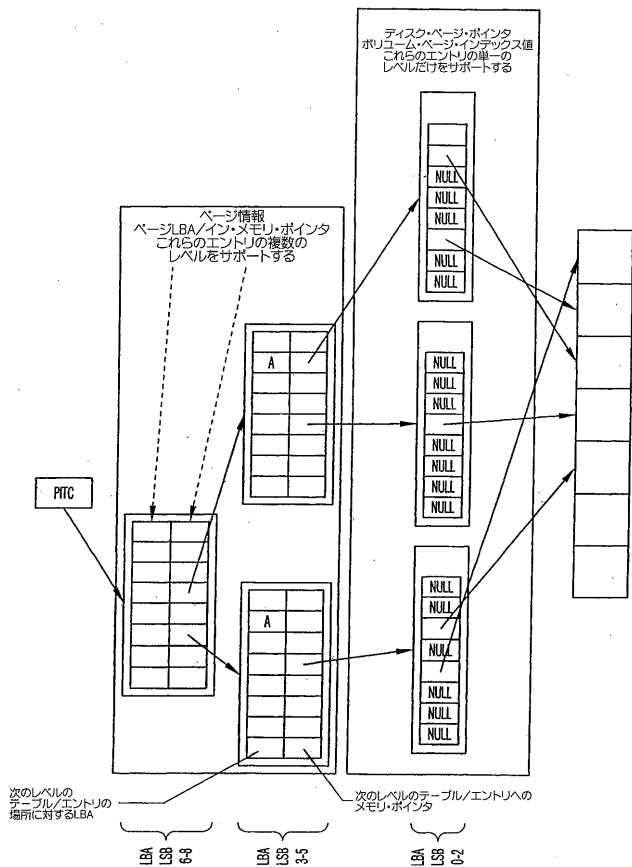 ディスク・ページ・ポインタ
ボリューム・ページ・インデックス値
これらのエントリの単一の
レベルだけをサポートする
NULL
NULL
NULL
NULL
NULL
ページ情報
ページLBA/イン・メモリ・ポインタ
これらのエントリの複数の
レベルをサポートする
A
NULL
NULL
NULL
NULL
NULL
NULL
NULL
PITC
A
NULL
NULL
NULL
NULL
NULL
NULL
次のレベルの
テーブル/エントリの
場所に対するLBA
次のレベルのテーブル/エントリへの
メモリ・ポインタ
LBA
LSB
6-8
LBA
LSB
3-5
LBA
LSB
0-2